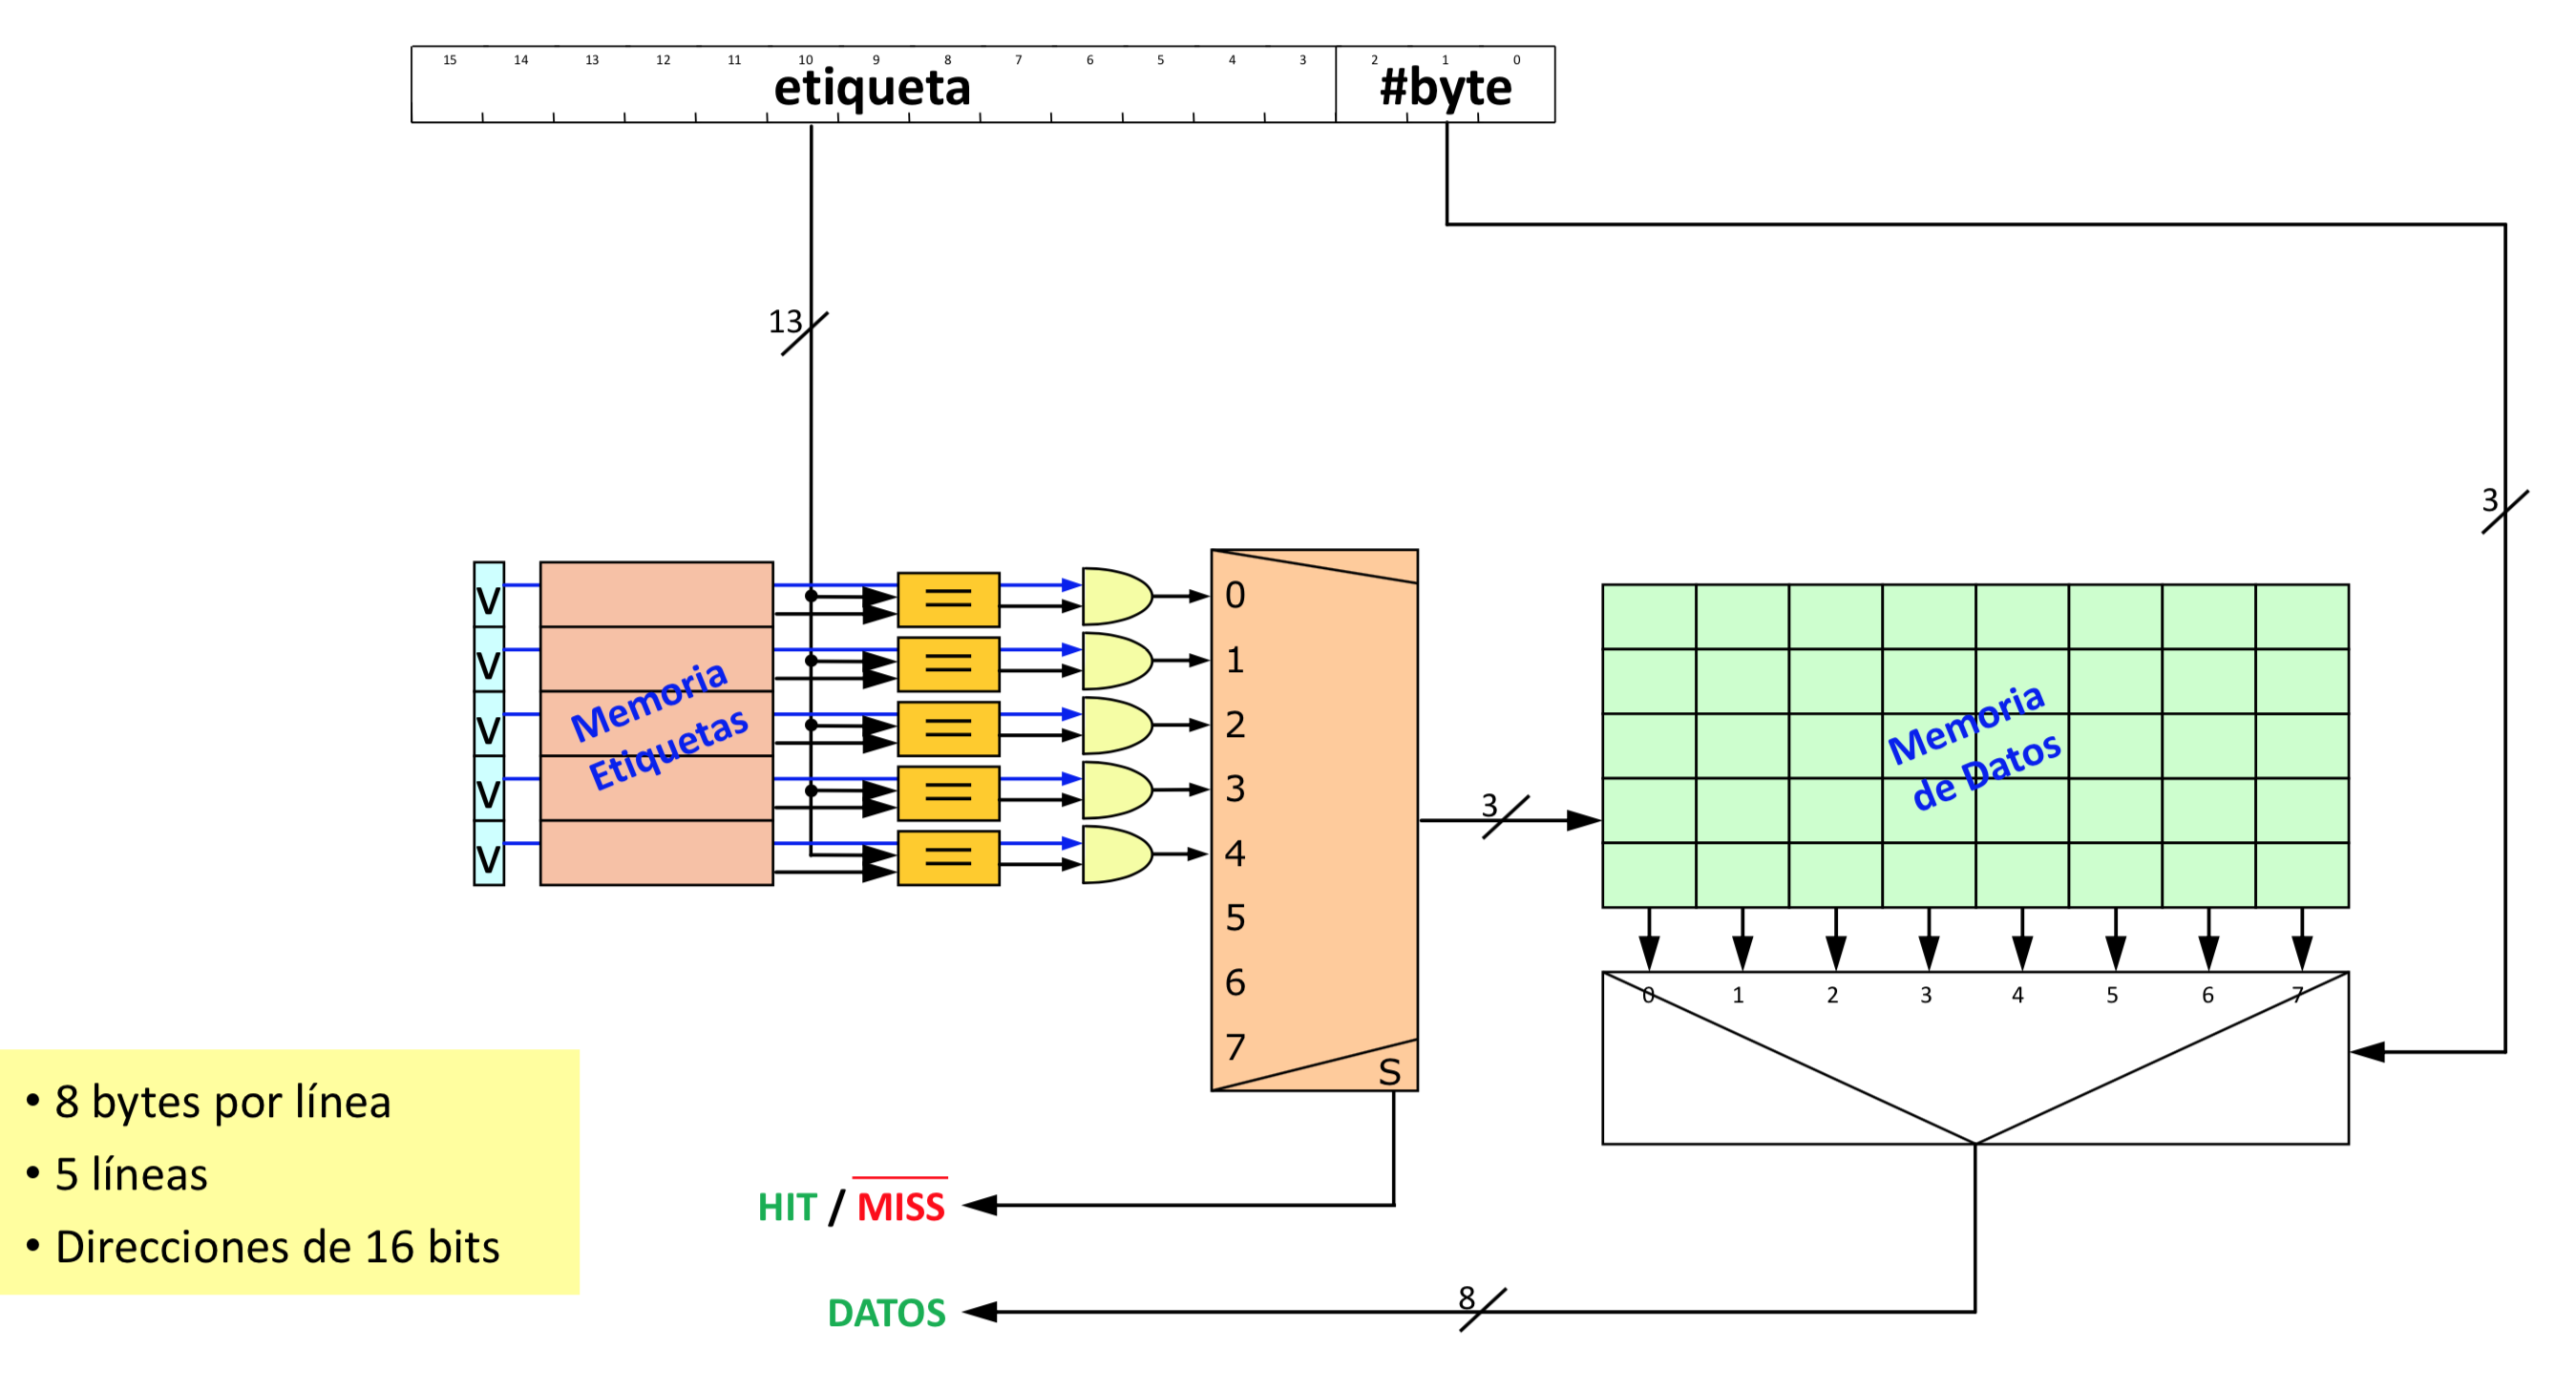 15 14 13 12 11 10 9 8 7 6 5 4 3 2 1 0
etiqueta #byte
13
3
V
V
V
V
V
=
=
=
=
=
Memoria
Etiquetas
0
1
2
3
4
5
6
7
S
3
Memoria
de Datos
0 1 2 3 4 5 6 7
• 8 bytes por línea
• 5 líneas
• Direcciones de 16 bits
HIT / MISS
8
DATOS